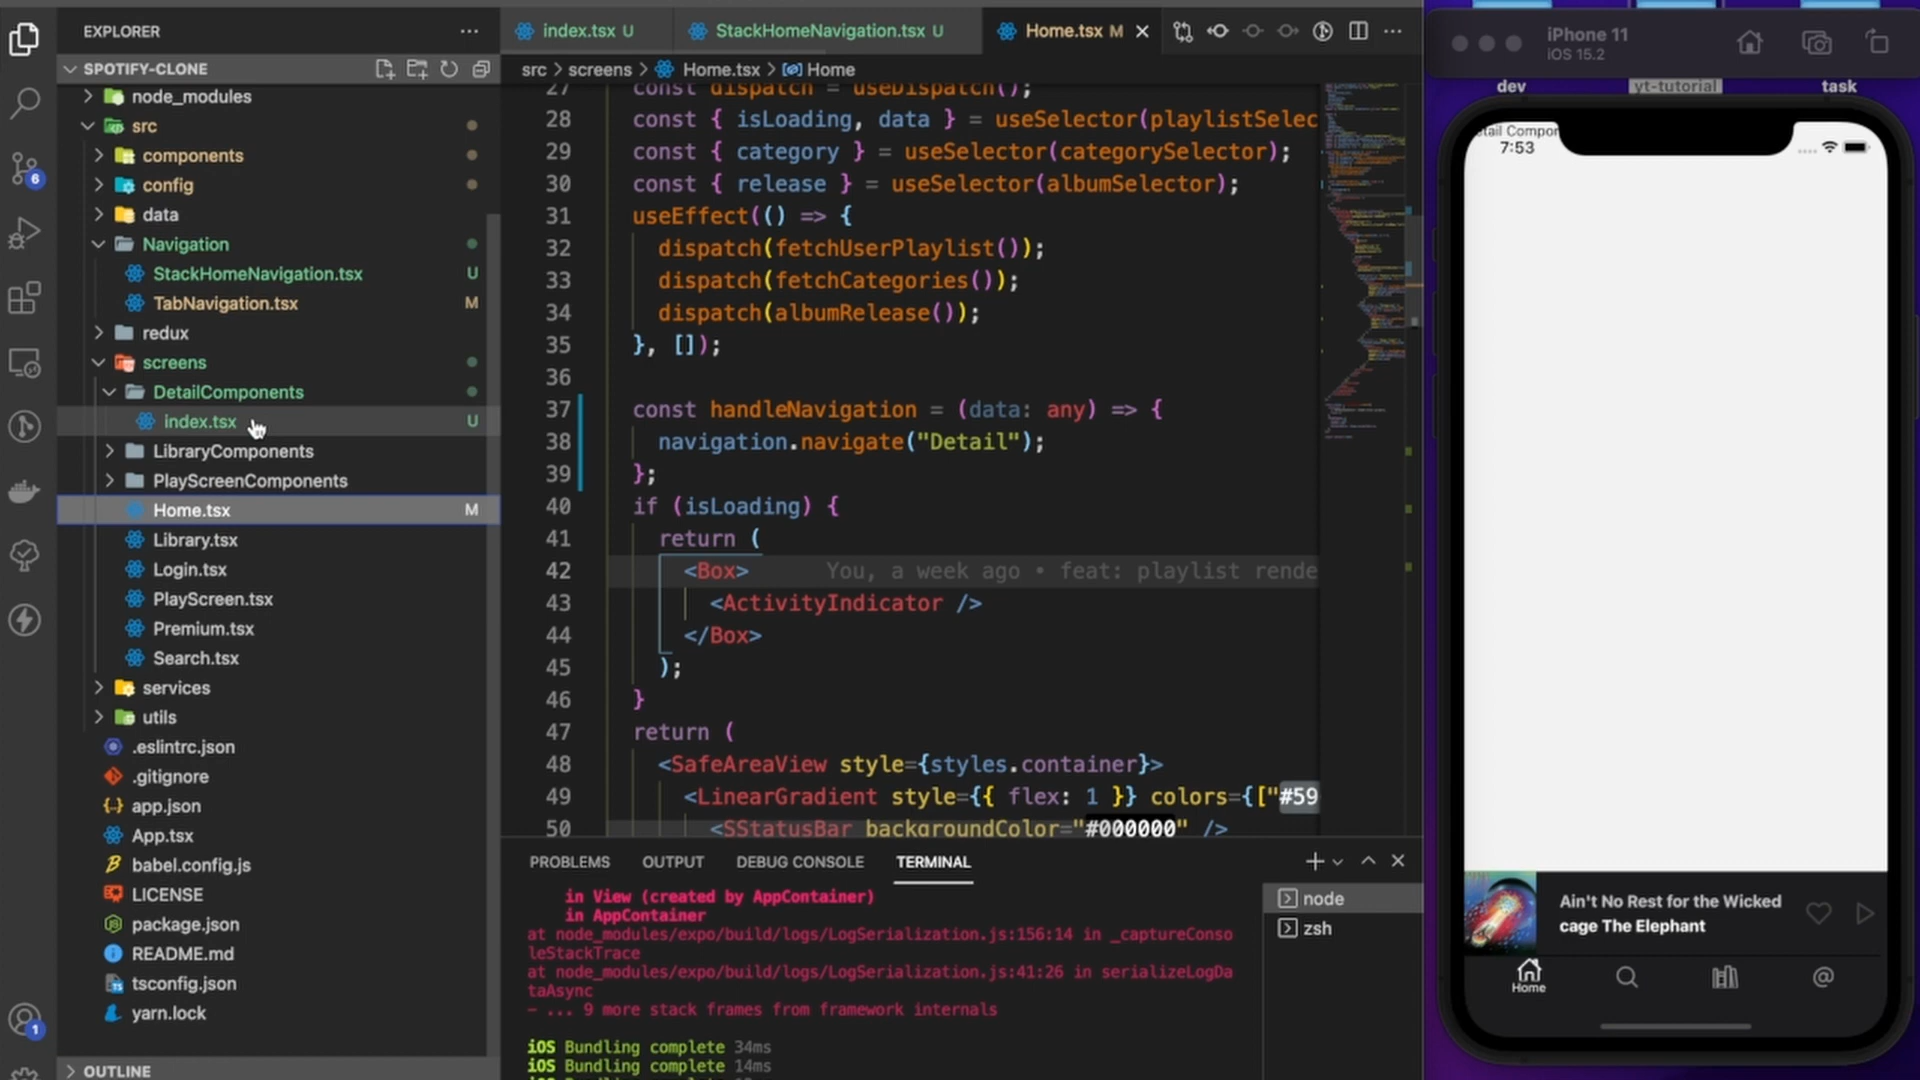 EXPLORER
SPOTIFY-CLONE
node_modules
src
components
config
data
Navigation
StackHomeNavigation.tsx U
TabNavigation.tsx M
redux
screens
DetailComponents
index.tsx U
LibraryComponents
PlayScreenComponents
Home.tsx M
Library.tsx
Login.tsx
PlayScreen.tsx
Premium.tsx
Search.tsx
services
utils
.eslintrc.json
.gitignore
app.json
App.tsx
babel.config.js
LICENSE
package.json
README.md
tsconfig.json
yarn.lock
OUTLINE
6
1
index.tsx U
StackHomeNavigation.tsx U
Home.tsx M
src > screens > Home.tsx > Home
27 const dispatch = useDispatch();
28 const { isLoading, data } = useSelector(playlistSelec
29 const { category } = useSelector(categorySelector);
30 const { release } = useSelector(albumSelector);
31 useEffect(() => {
32 dispatch(fetchUserPlaylist());
33 dispatch(fetchCategories());
34 dispatch(albumRelease());
35 }, []);
36
37 const handleNavigation = (data: any) => {
38 navigation.navigate("Detail");
39 };
40 if (isLoading) {
41 return (
42 <Box> You, a week ago • feat: playlist rende
43 <ActivityIndicator />
44 </Box>
45 );
46 }
47 return (
48 <SafeAreaView style={styles.container}>
49 <LinearGradient style={{ flex: 1 }} colors={["#59
50 <SStatusBar backgroundColor="#000000" />
PROBLEMS OUTPUT DEBUG CONSOLE TERMINAL
in View (created by AppContainer)
in AppContainer
at node_modules/expo/build/logs/LogSerialization.js:156:14 in _captureConso
leStackTrace
at node_modules/expo/build/logs/LogSerialization.js:41:26 in serializeLogDa
taAsync
- ... 9 more stack frames from framework internals
iOS Bundling complete 34ms
iOS Bundling complete 14ms
node
zsh
iPhone 11
iOS 15.2
dev yt-tutorial task
tail Compor
7:53
Ain't No Rest for the Wicked
cage The Elephant
Home